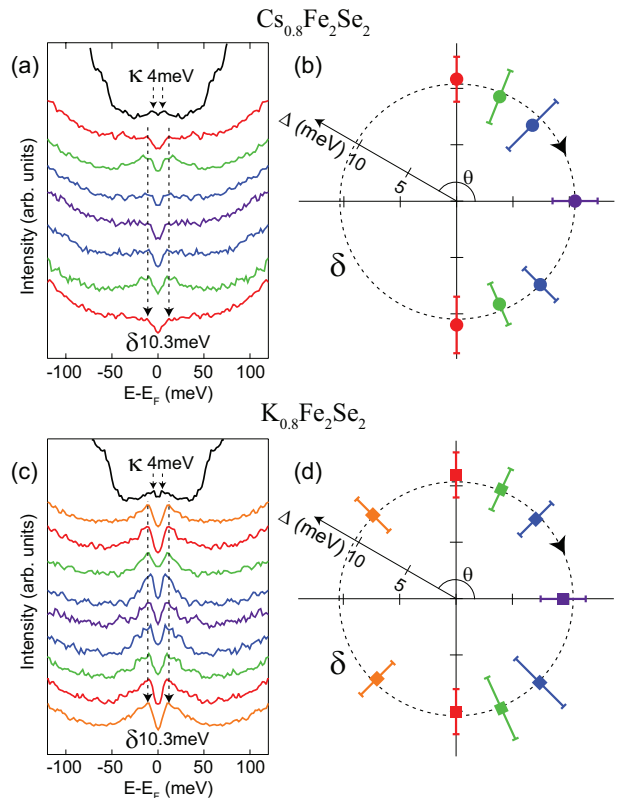 Cs0.8Fe2Se2
(a)
κ 4meV
δ10.3meV
Intensity (arb. units)
-100 -50 0 50 100
E-EF (meV)
(b)
Δ (meV) 10 5
θ
δ
K0.8Fe2Se2
(c)
κ 4meV
δ10.3meV
Intensity (arb. units)
-100 -50 0 50 100
E-EF (meV)
(d)
Δ (meV) 10 5
θ
δ